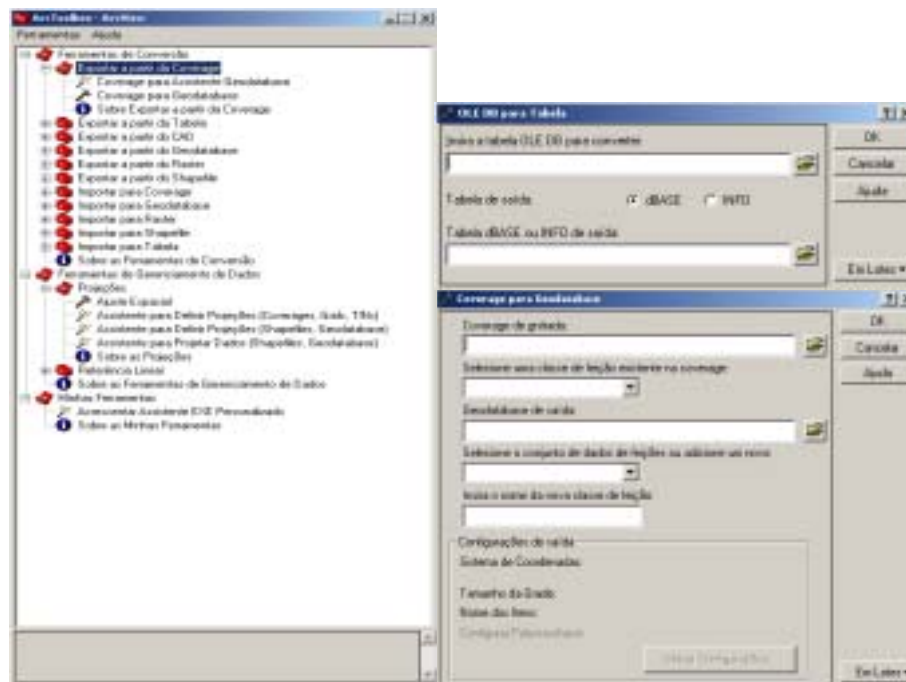 ArcToolbox - ArcView
Ferramentas Ajuda
Ferramentas de Conversão
Exportar a partir da Coverage
Coverage para Assistente Geodatabase
Coverage para Geodatabase
Sobre Exportar a partir da Coverage
Exportar a partir da Tabela
Exportar a partir do CAD
Exportar a partir do Geodatabase
Exportar a partir do Raster
Exportar a partir do Shapefile
Importar para Coverage
Importar para Geodatabase
Importar para Raster
Importar para Shapefile
Importar para Tabela
Sobre as Ferramentas de Conversão
Ferramentas de Gerenciamento de Dados
Projeções
Ajuste Espacial
Assistente para Definir Projeções (Coverages, Grids, TINs)
Assistente para Definir Projeções (Shapefiles, Geodatabase)
Assistente para Projetar Dados (Shapefiles, Geodatabase)
Sobre as Projeções
Referência Linear
Sobre as Ferramentas de Gerenciamento de Dados
Minhas Ferramentas
Acrescentar Assistente EXE Personalizado
Sobre as Minhas Ferramentas
OLE DB para Tabela
Insira a tabela OLE DB para converter
Tabela de saída:
dBASE
INFO
Tabela dBASE ou INFO de saída:
OK
Cancelar
Ajuda
Em Lotes
Coverage para Geodatabase
Coverage de entrada:
Selecione uma classe de feição existente na coverage:
Geodatabase de saída:
Selecione o conjunto de dados de feições ou adicione um novo:
Insira o nome da nova classe de feição:
Configurações de saída
Sistema de Coordenadas:
Tamanho da Grade:
Nome dos Itens:
OK
Cancelar
Ajuda
Em Lotes